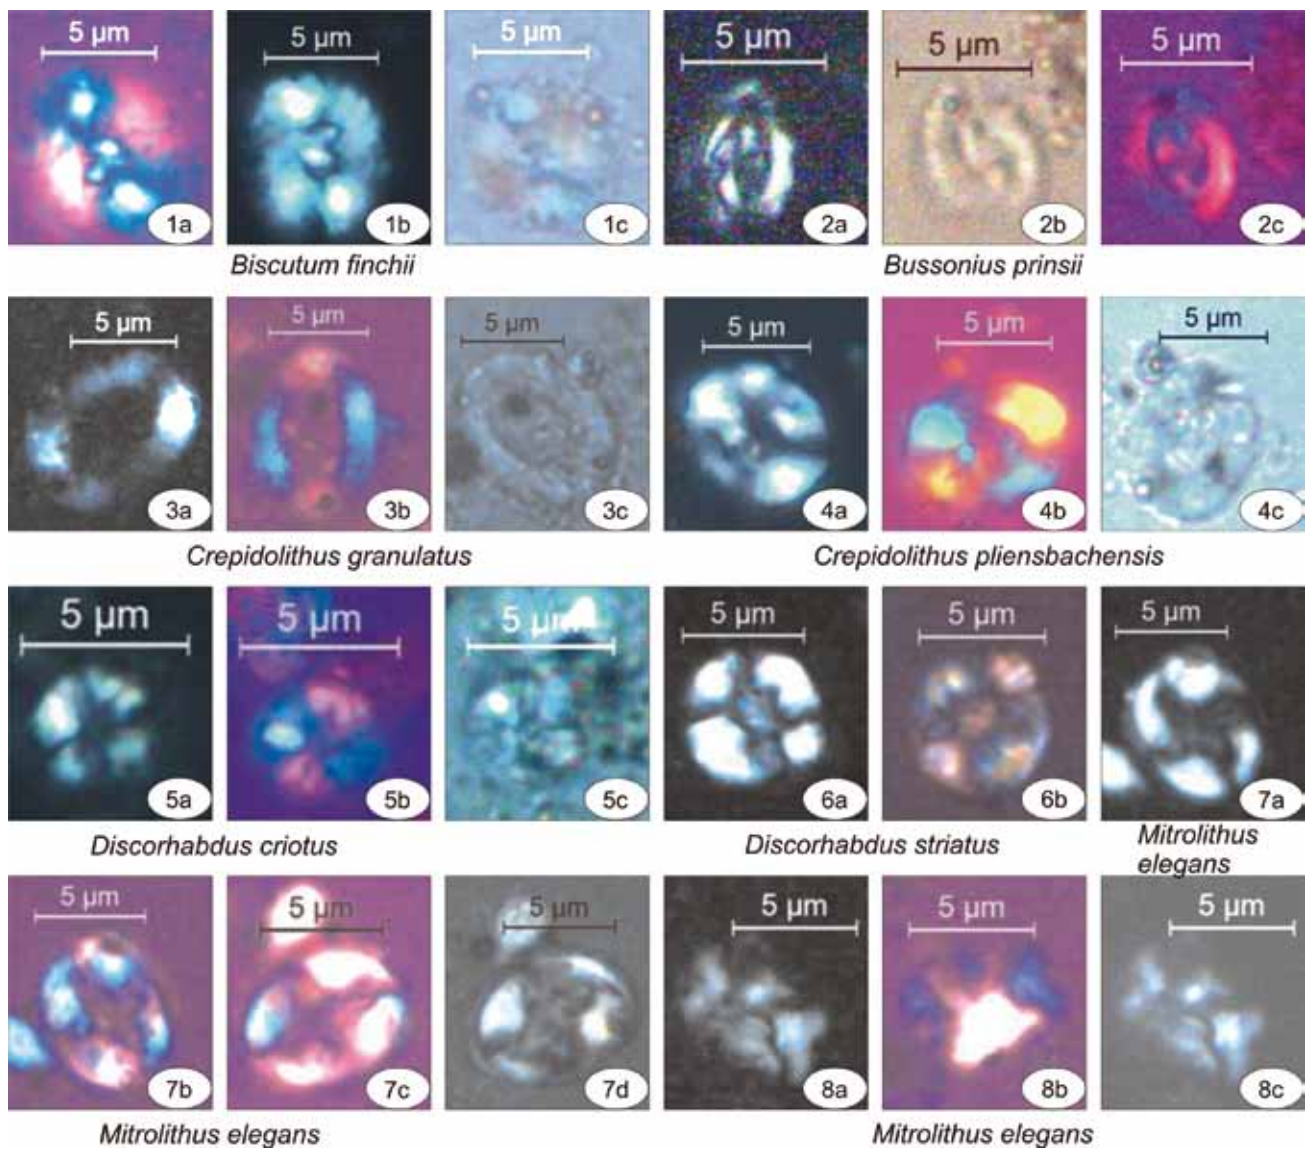 5 µm 5 µm 5 µm 5 µm 5 µm 5 µm
1a 1b 1c 2a 2b 2c
Biscutum finchii Bussonius prinsii
5 µm 5 µm 5 µm 5 µm 5 µm 5 µm
3a 3b 3c 4a 4b 4c
Crepidolithus granulatus Crepidolithus pliensbachensis
5 µm 5 µm 5 µm 5 µm 5 µm 5 µm
5a 5b 5c 6a 6b 7a
Discorhabdus criotus Discorhabdus striatus Mitrolithus
elegans
5 µm 5 µm 5 µm 5 µm 5 µm 5 µm
7b 7c 7d 8a 8b 8c
Mitrolithus elegans Mitrolithus elegans